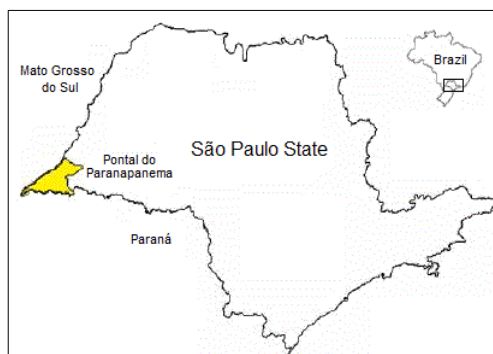 Mato Grosso
do Sul
Brazil
São Paulo State
Pontal do
Paranapanema
Paraná